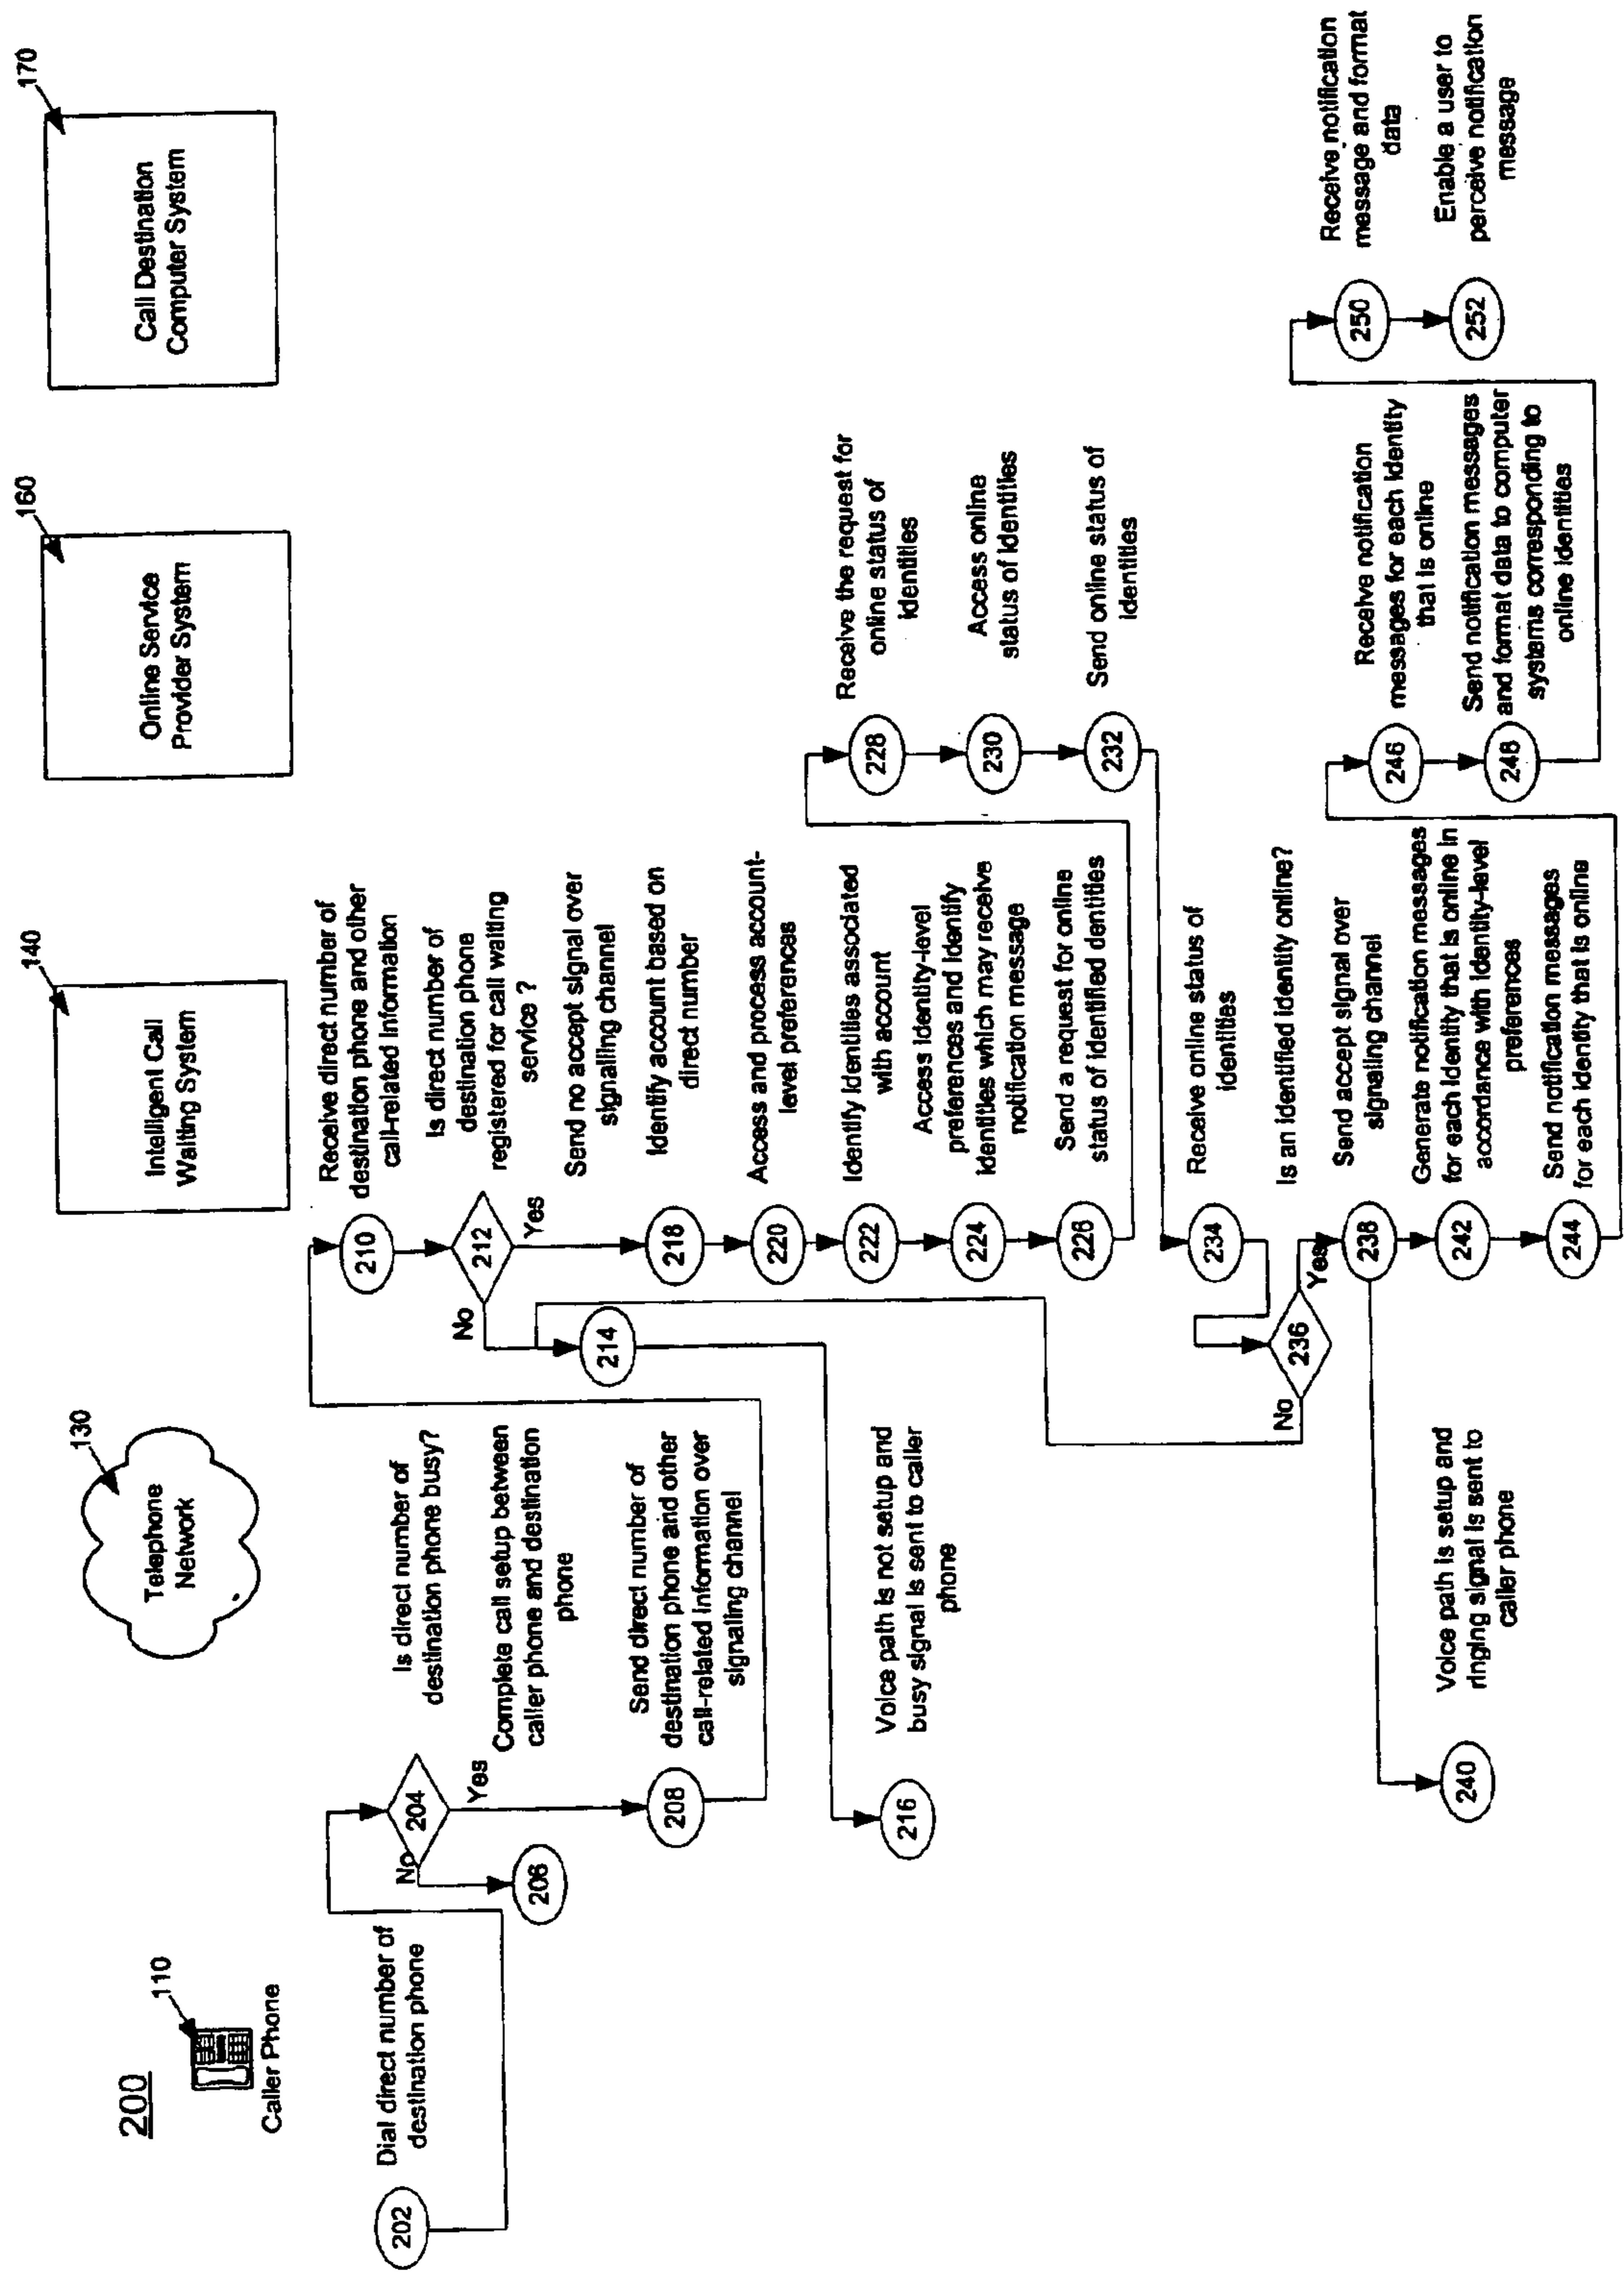 200
110
Caller Phone
130
Telephone
Network
140
Intelligent Call
Waiting System
160
Online Service
Provider System
170
Call Destination
Computer System
202
Dial direct number of
destination phone
204
No
Yes
Is direct number of
destination phone busy?
206
Complete call setup between
caller phone and destination
phone
208
Send direct number of
destination phone and other
call-related information over
signaling channel
210
Receive direct number of
destination phone and other
call-related information
212
No
Yes
Is direct number of
destination phone
registered for call waiting
service ?
214
Send no accept signal over
signalling channel
216
Voice path is not setup and
busy signal is sent to caller
phone
218
Identify account based on
direct number
220
Access and process account-
level preferences
222
Identify identities associated
with account
224
Access identity-level
preferences and identify
identities which may receive
notification message
226
Send a request for online
status of identified dentities
228
Receive the request for
online status of
identities
230
Access online
status of identities
232
Send online status of
identities
234
Receive online status of
identities
236
No
Yes
Is an identified identity online?
238
Send accept signal over
signaling channel
240
Voice path is setup and
ringing signal is sent to
caller phone
242
Generate notification messages
for each identity that is online in
accordance with identity-level
preferences
244
Send notification messages
for each identity that is online
246
Receive notification
messages for each identity
that is online
248
Send notification messages
and format data to computer
systems corresponding to
online identities
250
Receive notification
message and format
data
252
Enable a user to
perceive notification
message